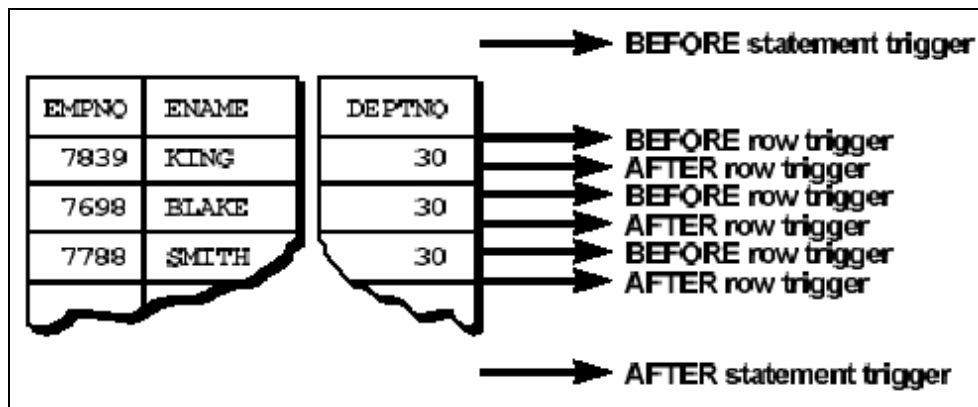 BEFORE statement trigger
EMPNO ENAME DEPTNO
BEFORE row trigger
7839 KING 30
AFTER row trigger
BEFORE row trigger
7698 BLAKE 30
AFTER row trigger
BEFORE row trigger
7788 SMITH 30
AFTER row trigger
AFTER statement trigger